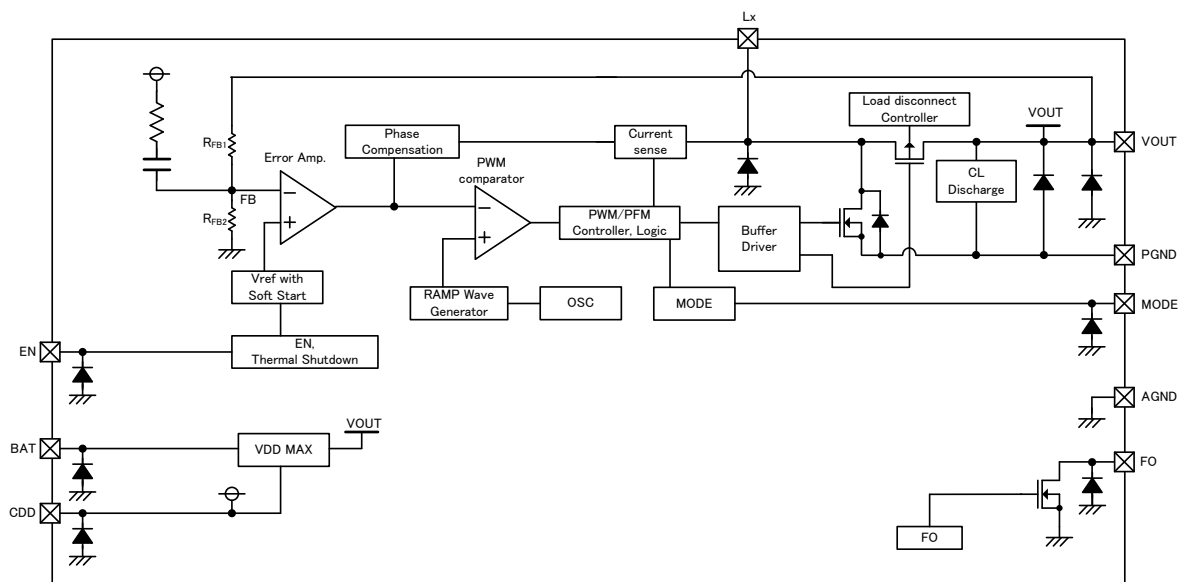 Lx
Load disconnect
Controller
VOUT
VOUT
RFB1
Phase
Compensation
Current
sense
Error Amp.
PWM
comparator
CL
Discharge
FB
RFB2
PWM/PFM
Controller, Logic
Buffer
Driver
PGND
Vref with
Soft Start
RAMP Wave
Generator
OSC
MODE
MODE
EN
EN,
Thermal Shutdown
AGND
VOUT
BAT
VDD MAX
FO
CDD
FO